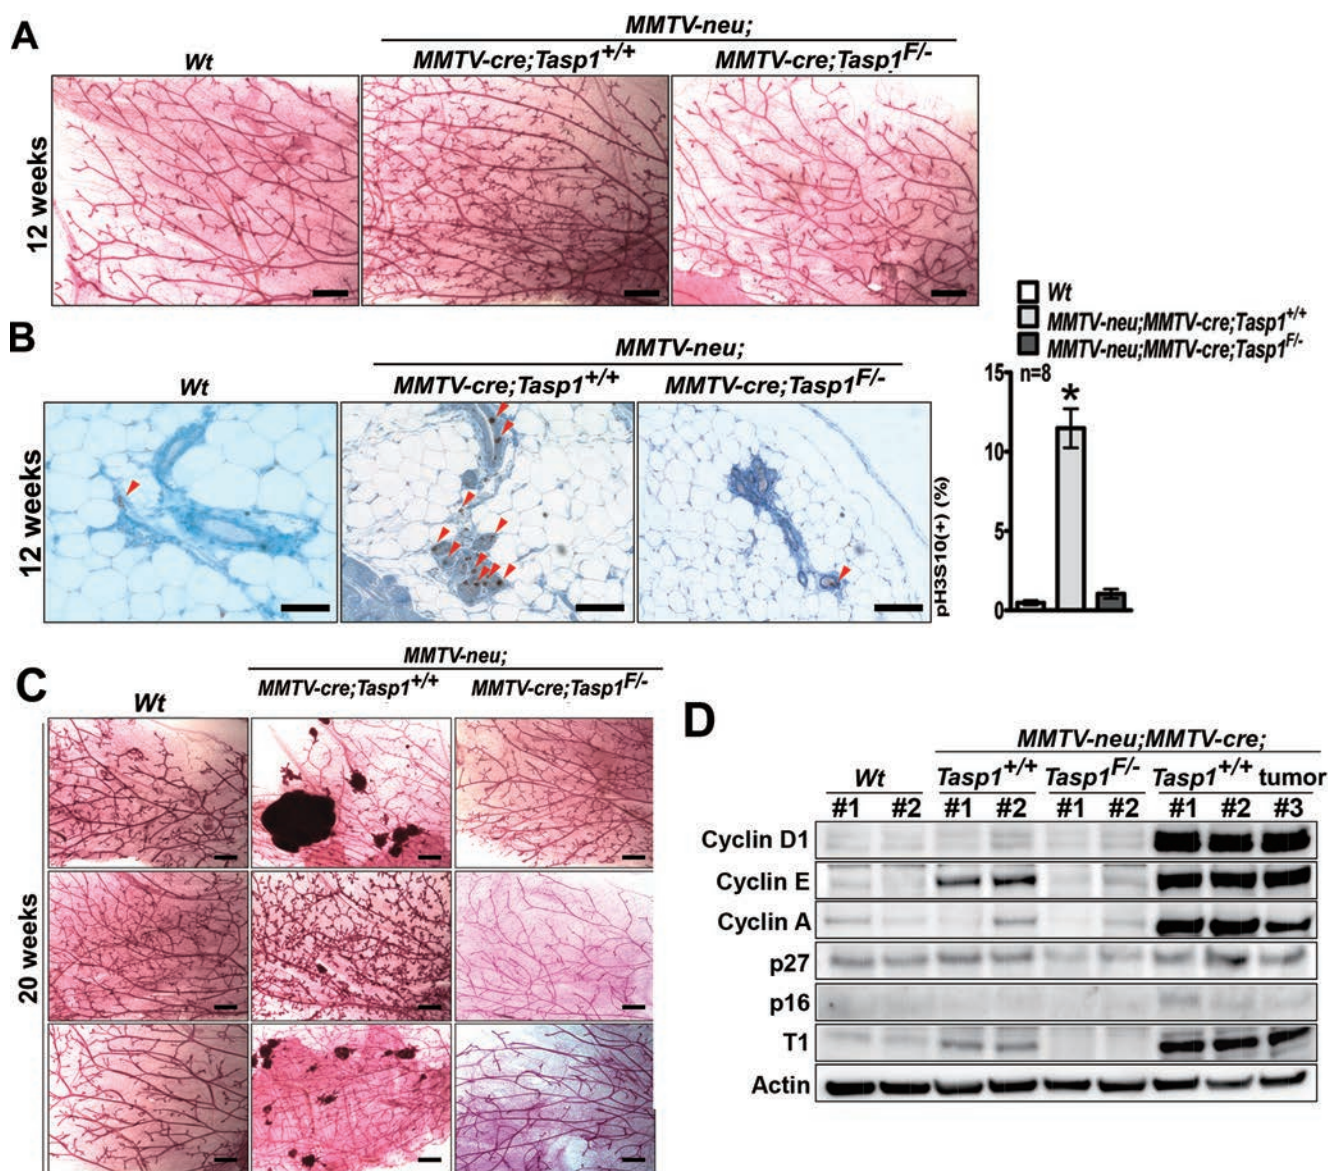 A
MMTV-neu;
Wt
MMTV-cre;Tasp1+/+
MMTV-cre;Tasp1F/-
12 weeks
B
MMTV-neu;
Wt
MMTV-cre;Tasp1+/+
MMTV-cre;Tasp1F/-
12 weeks
Wt
MMTV-neu;MMTV-cre;Tasp1+/+
MMTV-neu;MMTV-cre;Tasp1F/-
pH3S10(+) (%)
15
n=8
*
10
5
0
C
MMTV-neu;
Wt
MMTV-cre;Tasp1+/+
MMTV-cre;Tasp1F/-
20 weeks
D
MMTV-neu;MMTV-cre;
Wt Tasp1+/+ Tasp1F/- Tasp1+/+ tumor
#1 #2 #1 #2 #1 #2 #1 #2 #3
Cyclin D1
Cyclin E
Cyclin A
p27
p16
T1
Actin